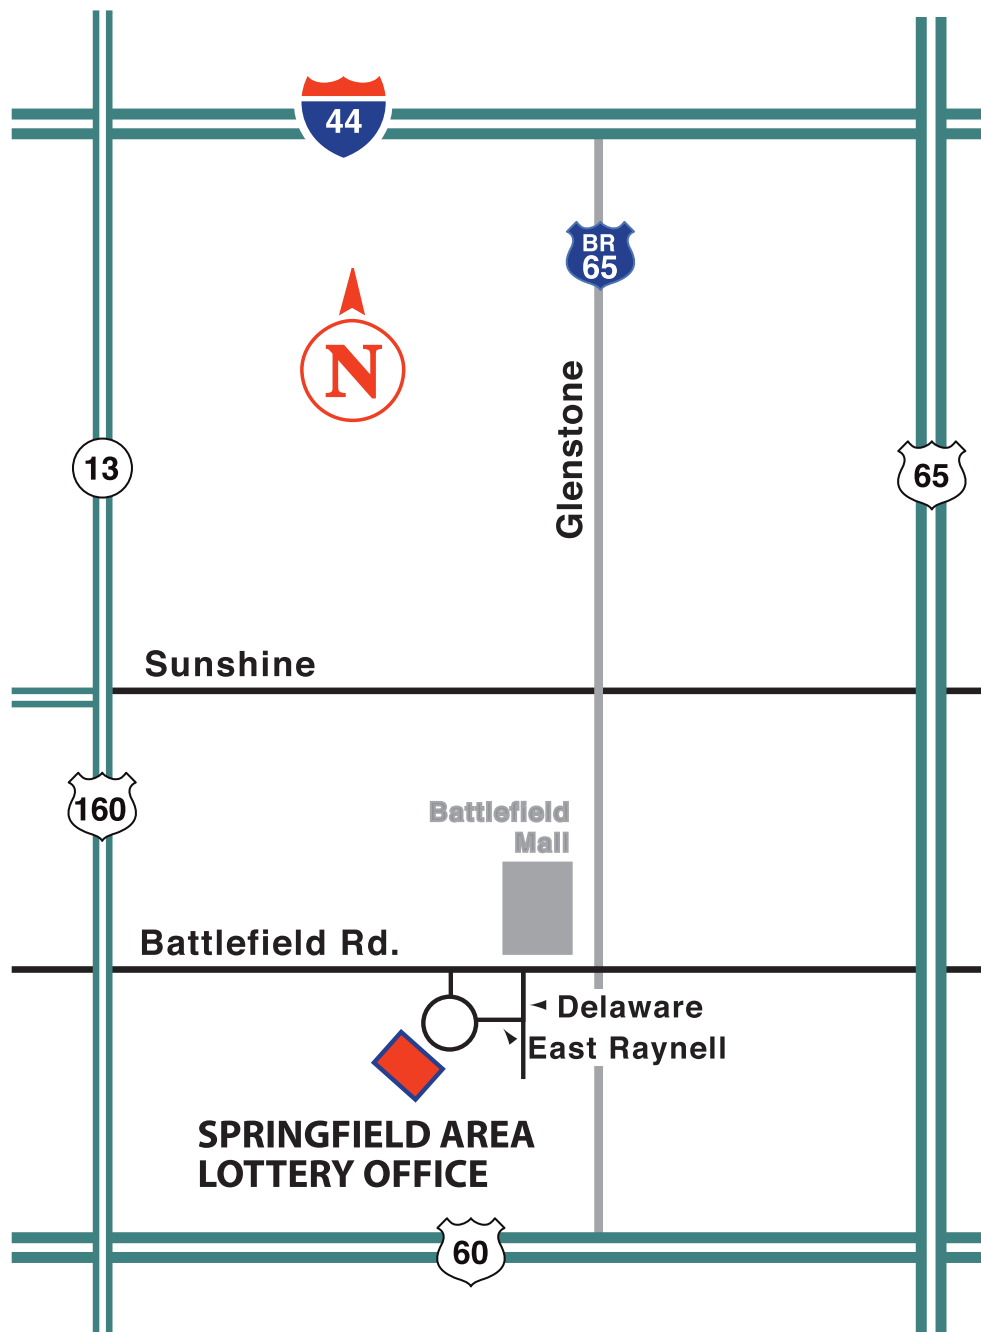 44
BR
65
N
Glenstone
13
65
Sunshine
160
Battlefield
Mall
Battlefield Rd.
Delaware
East Raynell
SPRINGFIELD AREA
LOTTERY OFFICE
60